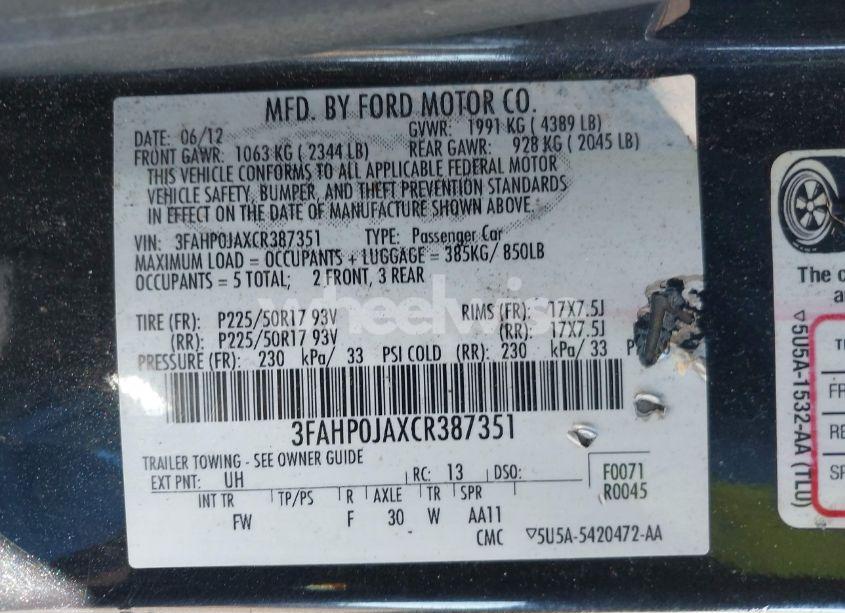 MFD. BY FORD MOTOR CO.
DATE: 06/12
GVWR: 1991 KG ( 4389 LB)
FRONT GAWR: 1063 KG ( 2344 LB)
REAR GAWR: 928 KG ( 2045 LB)
THIS VEHICLE CONFORMS TO ALL APPLICABLE FEDERAL MOTOR
VEHICLE SAFETY, BUMPER, AND THEFT PREVENTION STANDARDS
IN EFFECT ON THE DATE OF MANUFACTURE SHOWN ABOVE.
VIN: 3FAHP0JAXCR387351 TYPE: Passenger Car
MAXIMUM LOAD = OCCUPANTS + LUGGAGE = 385KG/ 850LB
OCCUPANTS = 5 TOTAL; 2 FRONT, 3 REAR
TIRE (FR): P225/50R17 93V RIMS (FR): 17X7.5J
(RR): P225/50R17 93V (RR): 17X7.5J
PRESSURE (FR): 230 kPa/ 33 PSI COLD (RR): 230 kPa/ 33 P
3FAHP0JAXCR387351
TRAILER TOWING - SEE OWNER GUIDE
EXT PNT: UH RC: 13 DSO: F0071
R0045
INT TR TP/PS R AXLE TR SPR
FW F 30 W AA11
CMC ▽5U5A-5420472-AA
wheelwis
The c
a
▽5U5A-1532-AA (TLU)
FR
RE
SP